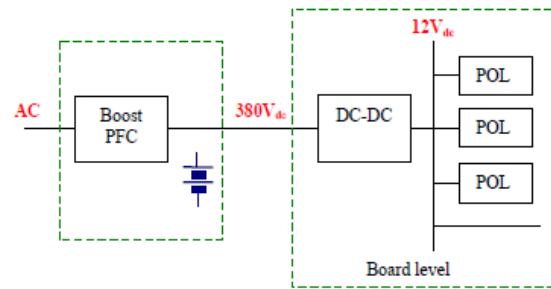 12Vdc
POL
AC
Boost
PFC
380Vdc
DC-DC
POL
POL
Board level